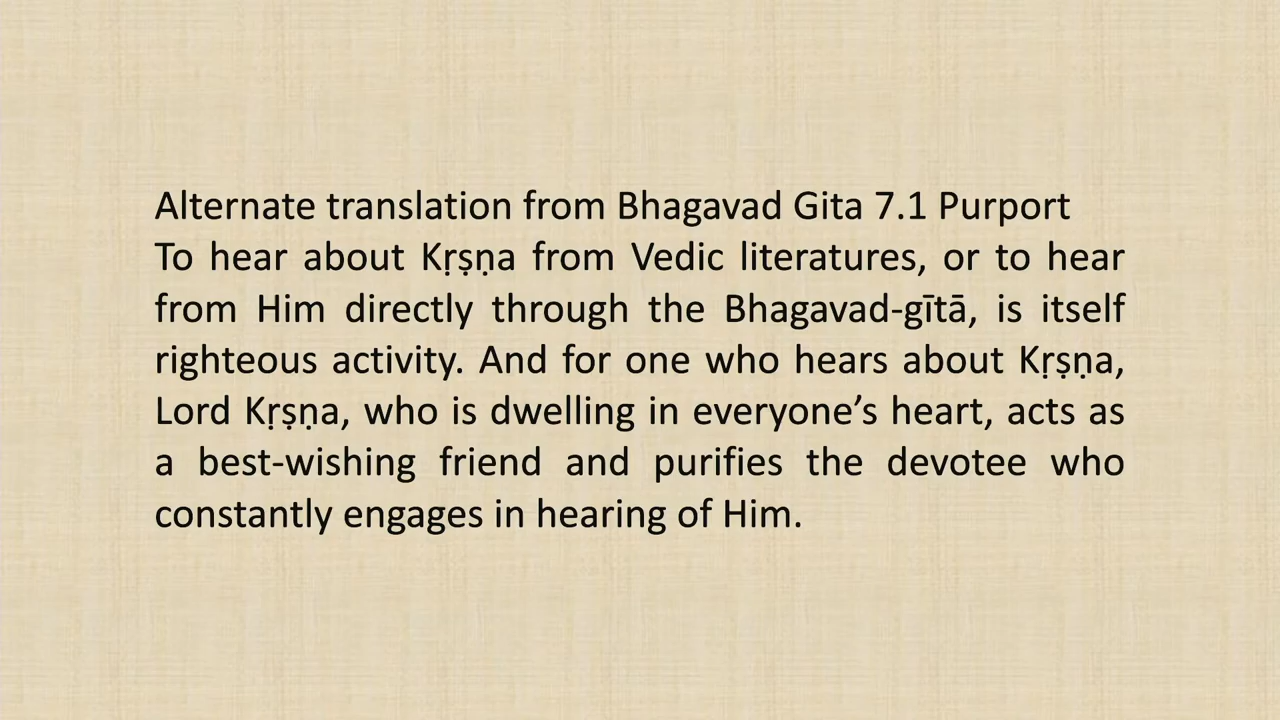 Alternate translation from Bhagavad Gita 7.1 Purport
To hear about Kṛṣṇa from Vedic literatures, or to hear
from Him directly through the Bhagavad-gītā, is itself
righteous activity. And for one who hears about Kṛṣṇa,
Lord Kṛṣṇa, who is dwelling in everyone’s heart, acts as
a best-wishing friend and purifies the devotee who
constantly engages in hearing of Him.